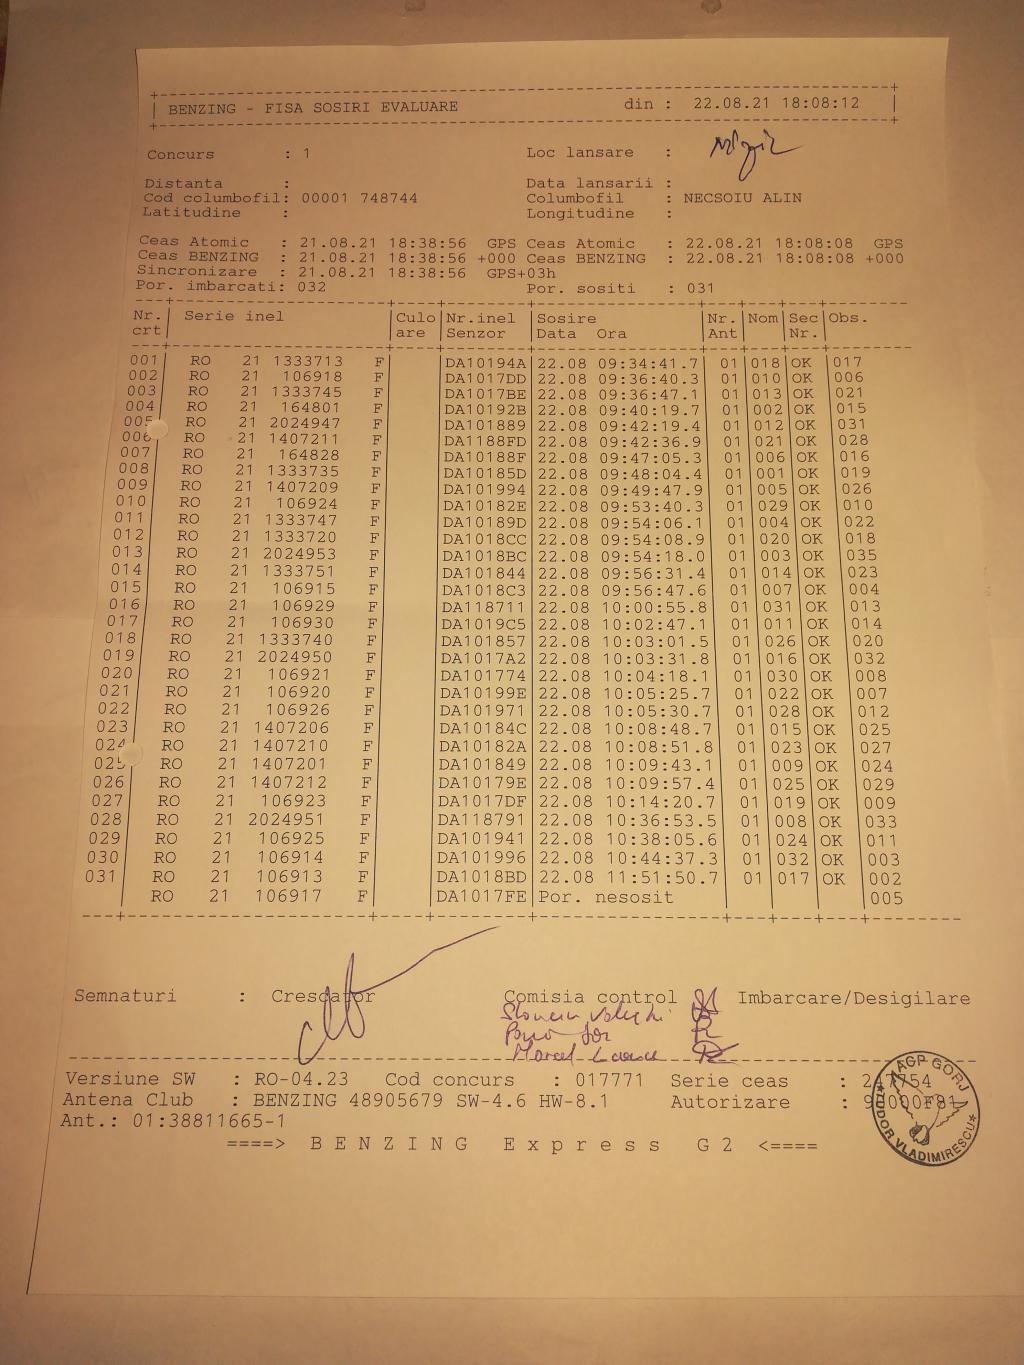 BENZING - FISA SOSIRI EVALUARE din : 22.08.21 18:08:12
Concurs : 1 Loc lansare :
Distanta : Data lansarii :
Cod columbofil: 00001 748744 Columbofil : NECSOIU ALIN
Latitudine : Longitudine :
Ceas Atomic : 21.08.21 18:38:56 GPS Ceas Atomic : 22.08.21 18:08:08 GPS
Ceas BENZING : 21.08.21 18:38:56 +000 Ceas BENZING : 22.08.21 18:08:08 +000
Sincronizare : 21.08.21 18:38:56 GPS+03h
Por. imbarcati: 032 Por. sositi : 031
Nr. Serie inel Culo Nr.inel Sosire Nr. Nom Sec Obs.
crt are Senzor Data Ora Ant Nr.
001 RO 21 1333713 F DA10194A 22.08 09:34:41.7 01 018 OK 017
002 RO 21 106918 F DA1017DD 22.08 09:36:40.3 01 010 OK 006
003 RO 21 1333745 F DA1017BE 22.08 09:36:47.1 01 013 OK 021
004 RO 21 164801 F DA10192B 22.08 09:40:19.7 01 002 OK 015
005 RO 21 2024947 F DA101889 22.08 09:42:19.4 01 012 OK 031
006 RO 21 1407211 F DA1188FD 22.08 09:42:36.9 01 021 OK 028
007 RO 21 164828 F DA10188F 22.08 09:47:05.3 01 006 OK 016
008 RO 21 1333735 F DA10185D 22.08 09:48:04.4 01 001 OK 019
009 RO 21 1407209 F DA101994 22.08 09:49:47.9 01 005 OK 026
010 RO 21 106924 F DA10182E 22.08 09:53:40.3 01 029 OK 010
011 RO 21 1333747 F DA10189D 22.08 09:54:06.1 01 004 OK 022
012 RO 21 1333720 F DA1018CC 22.08 09:54:08.9 01 020 OK 018
013 RO 21 2024953 F DA1018BC 22.08 09:54:18.0 01 003 OK 035
014 RO 21 1333751 F DA101844 22.08 09:56:31.4 01 014 OK 023
015 RO 21 106915 F DA1018C3 22.08 09:56:47.6 01 007 OK 004
016 RO 21 106929 F DA118711 22.08 10:00:55.8 01 031 OK 013
017 RO 21 106930 F DA1019C5 22.08 10:02:47.1 01 011 OK 014
018 RO 21 1333740 F DA101857 22.08 10:03:01.5 01 026 OK 020
019 RO 21 2024950 F DA1017A2 22.08 10:03:31.8 01 016 OK 032
020 RO 21 106921 F DA101774 22.08 10:04:18.1 01 030 OK 008
021 RO 21 106920 F DA10199E 22.08 10:05:25.7 01 022 OK 007
022 RO 21 106926 F DA101971 22.08 10:05:30.7 01 028 OK 012
023 RO 21 1407206 F DA10184C 22.08 10:08:48.7 01 015 OK 025
024 RO 21 1407210 F DA10182A 22.08 10:08:51.8 01 023 OK 027
025 RO 21 1407201 F DA101849 22.08 10:09:43.1 01 009 OK 024
026 RO 21 1407212 F DA10179E 22.08 10:09:57.4 01 025 OK 029
027 RO 21 106923 F DA1017DF 22.08 10:14:20.7 01 019 OK 009
028 RO 21 2024951 F DA118791 22.08 10:36:53.5 01 008 OK 033
029 RO 21 106925 F DA101941 22.08 10:38:05.6 01 024 OK 011
030 RO 21 106914 F DA101996 22.08 10:44:37.3 01 032 OK 003
031 RO 21 106913 F DA1018BD 22.08 11:51:50.7 01 017 OK 002
RO 21 106917 F DA1017FE Por. nesosit 005
Semnaturi : Crescator Comisia control Imbarcare/Desigilare
Marcel
Versiune SW : RO-04.23 Cod concurs : 017771 Serie ceas :
Antena Club : BENZING 48905679 SW-4.6 HW-8.1 Autorizare :
Ant.: 01:38811665-1
====> BENZING Express G2 <====
AGP GORJ
TUDOR VLADIMIRESCU